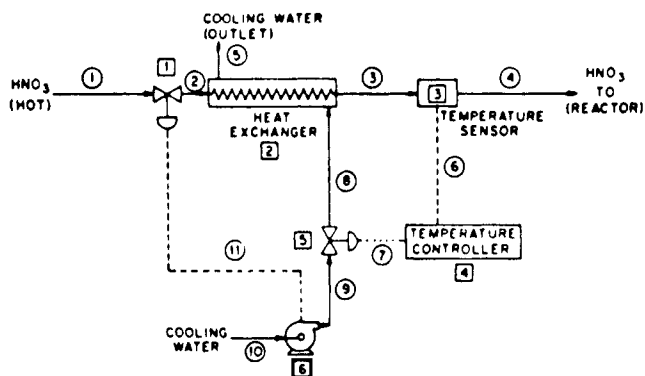 COOLING WATER
(OUTLET)
5
1
1
2
3
4
HNO3
(HOT)
3
HNO3
TO
(REACTOR)
HEAT
EXCHANGER
2
TEMPERATURE
SENSOR
6
8
5
7
TEMPERATURE
CONTROLLER
4
11
9
COOLING
WATER
10
6